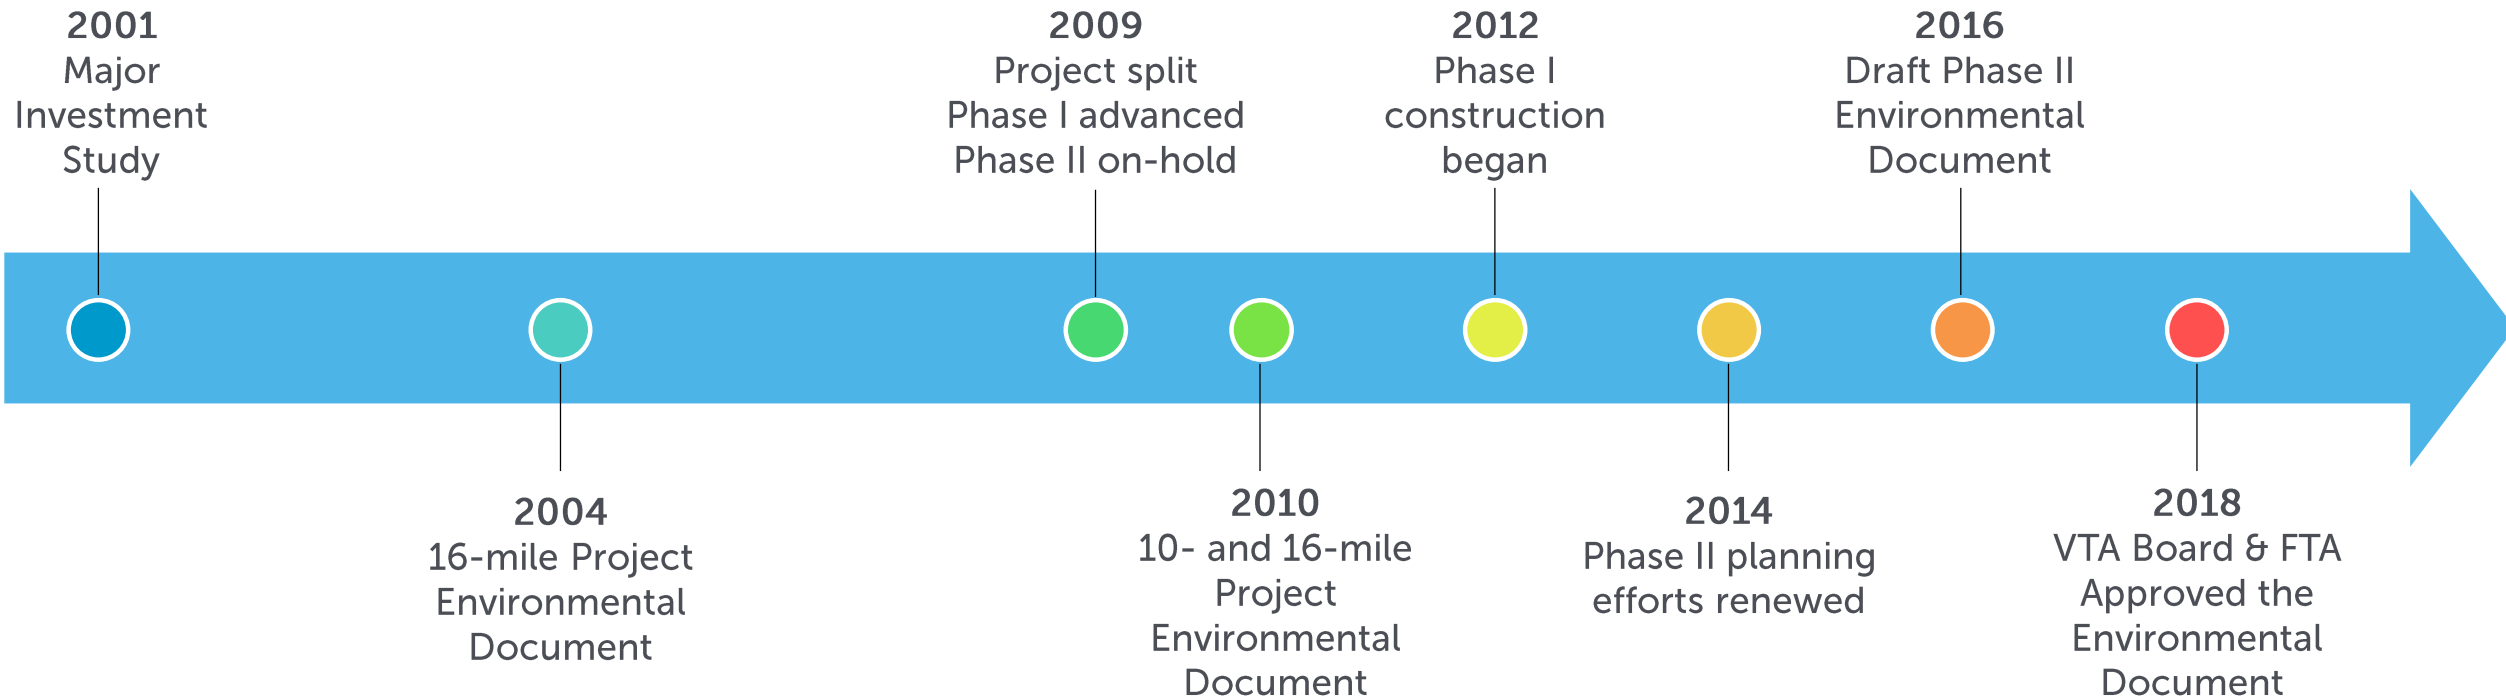 2001
Major
Investment
Study
2004
16-mile Project
Environmental
Document
2009
Project split
Phase I advanced
Phase II on-hold
2010
10- and 16-mile
Project
Environmental
Document
2012
Phase I
construction
began
2014
Phase II planning
efforts renewed
2016
Draft Phase II
Environmental
Document
2018
VTA Board & FTA
Approved the
Environmental
Document